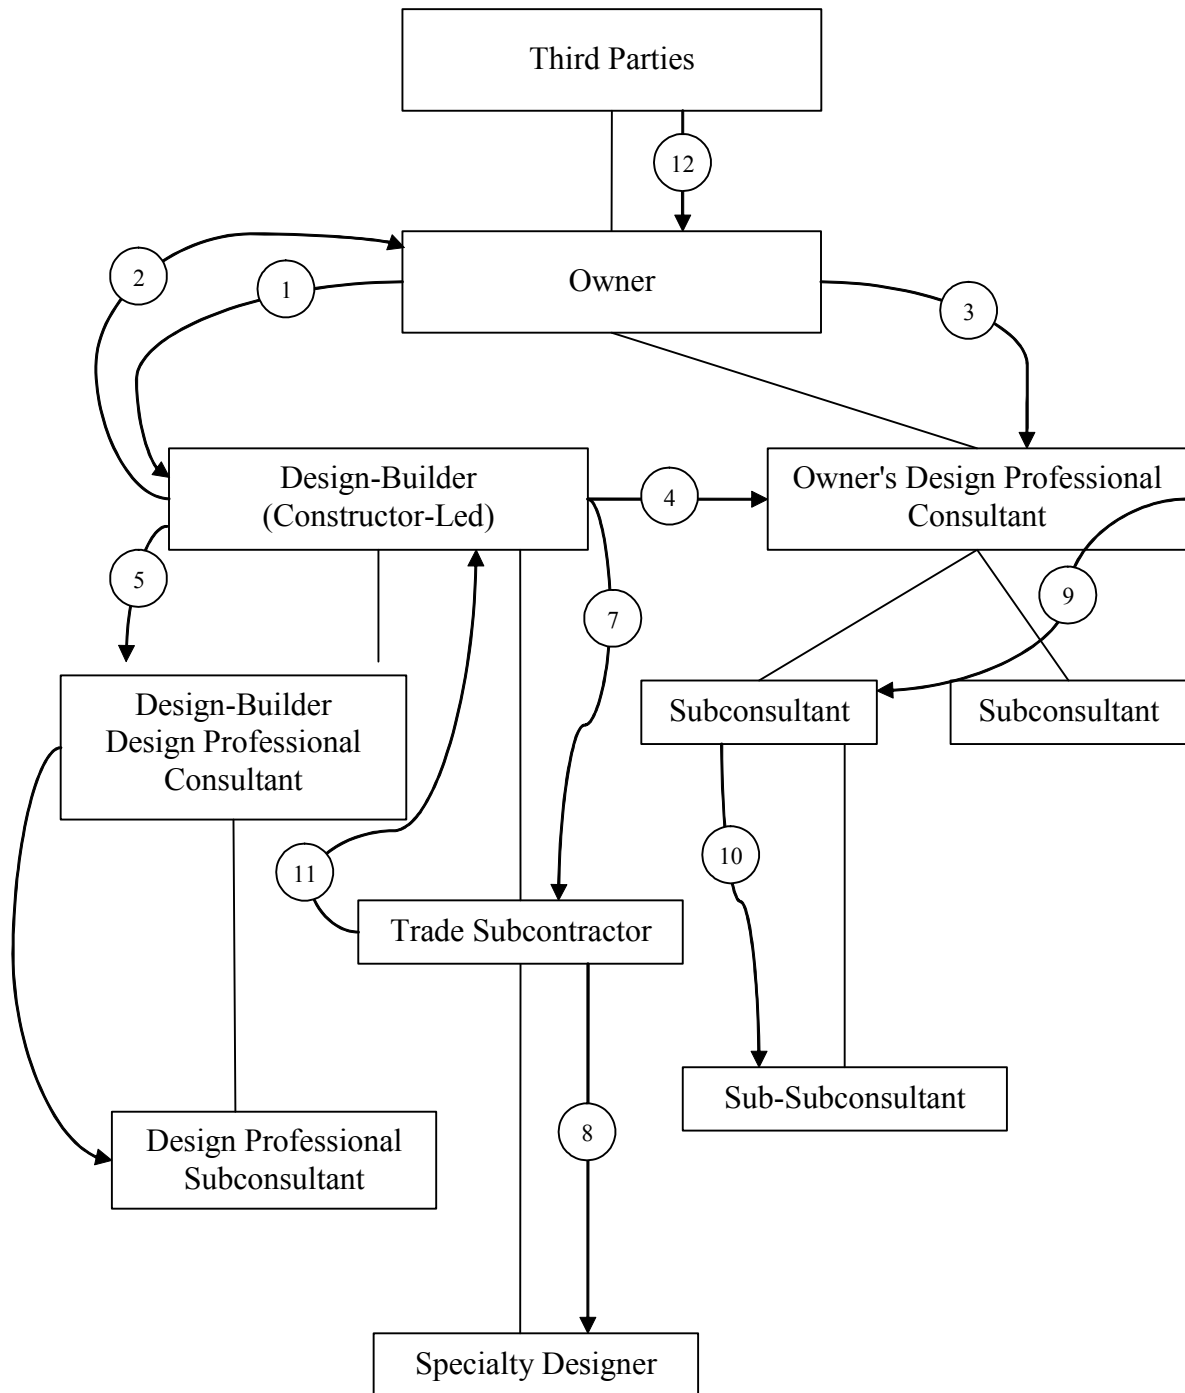 Third Parties
12
Owner
2
1
3
Design-Builder
(Constructor-Led)
4
Owner's Design Professional
Consultant
5
7
9
Design-Builder
Design Professional
Consultant
Subconsultant
Subconsultant
11
10
Trade Subcontractor
Sub-Subconsultant
8
Design Professional
Subconsultant
Specialty Designer